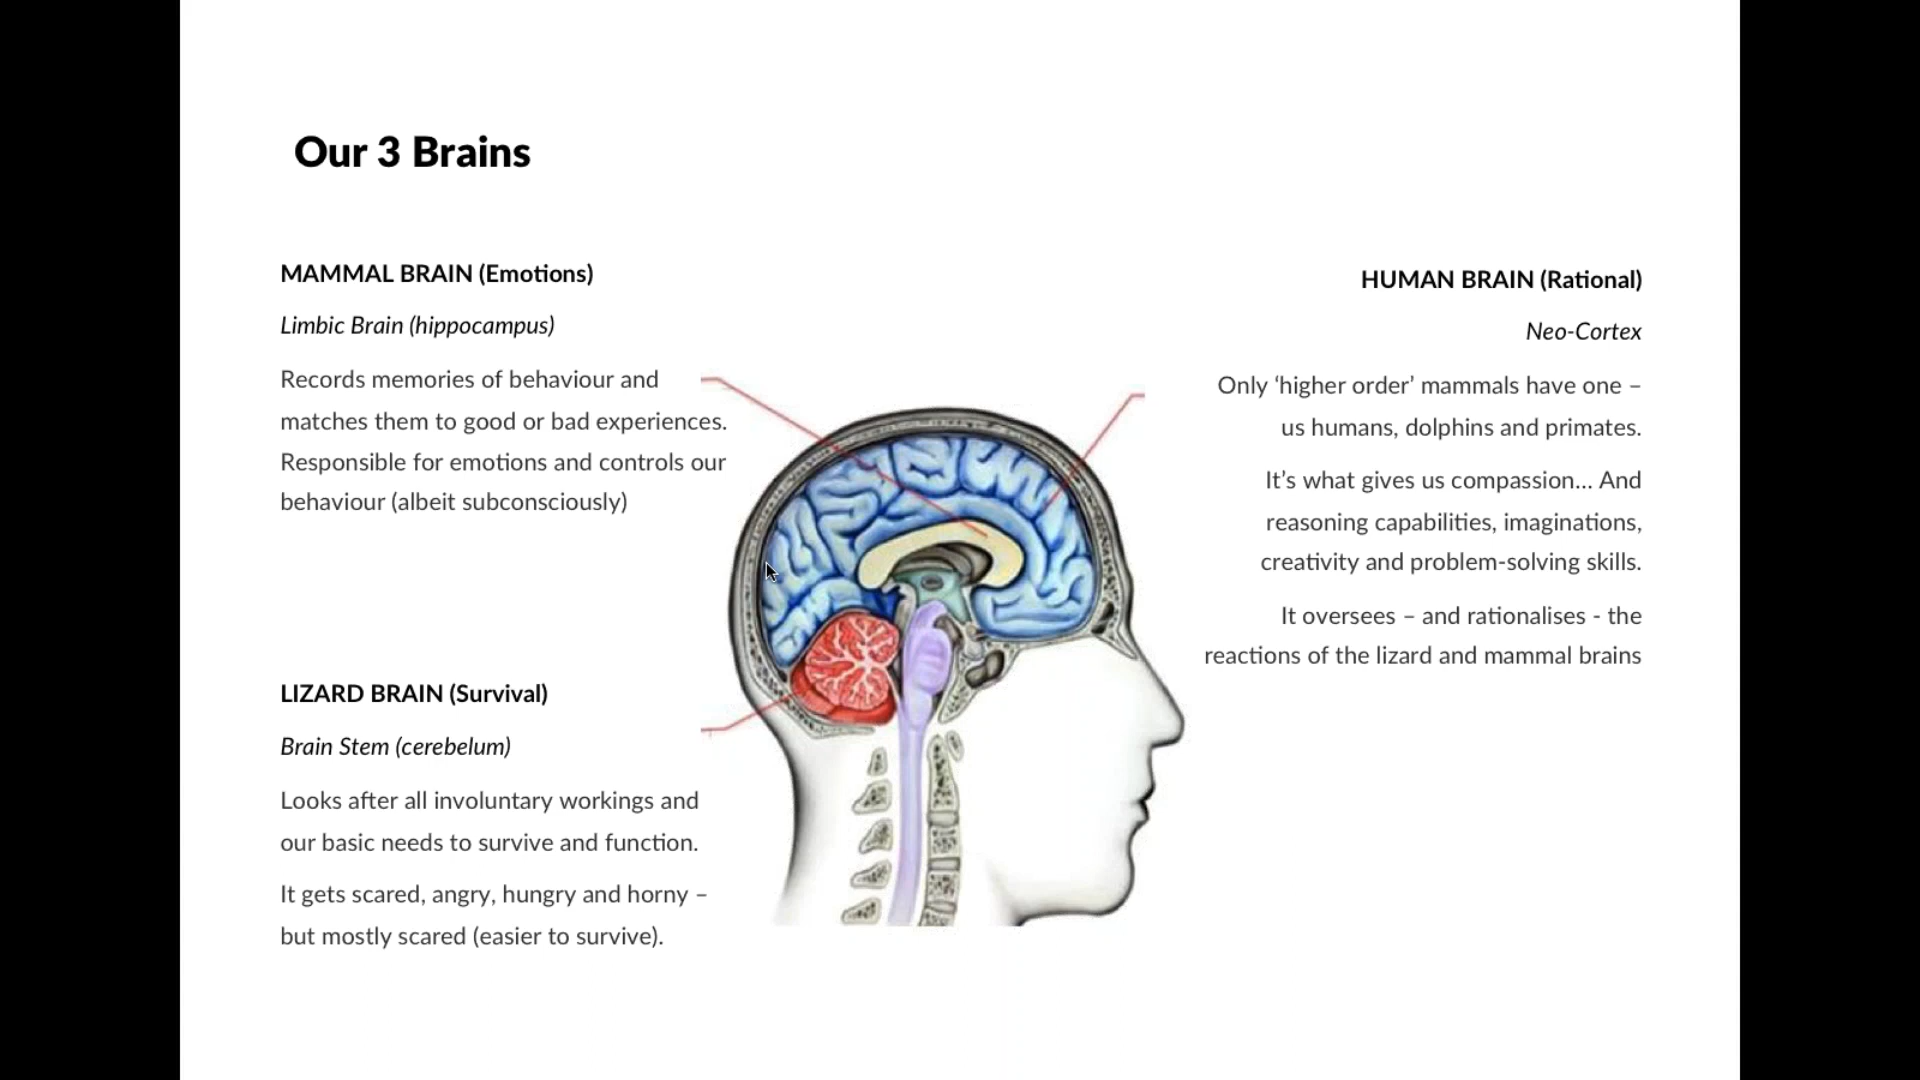 Our 3 Brains
MAMMAL BRAIN (Emotions)
Limbic Brain (hippocampus)
Records memories of behaviour and
matches them to good or bad experiences.
Responsible for emotions and controls our
behaviour (albeit subconsciously)
LIZARD BRAIN (Survival)
Brain Stem (cerebelum)
Looks after all involuntary workings and
our basic needs to survive and function.
It gets scared, angry, hungry and horny –
but mostly scared (easier to survive).
HUMAN BRAIN (Rational)
Neo-Cortex
Only ‘higher order’ mammals have one –
us humans, dolphins and primates.
It’s what gives us compassion… And
reasoning capabilities, imaginations,
creativity and problem-solving skills.
It oversees – and rationalises - the
reactions of the lizard and mammal brains